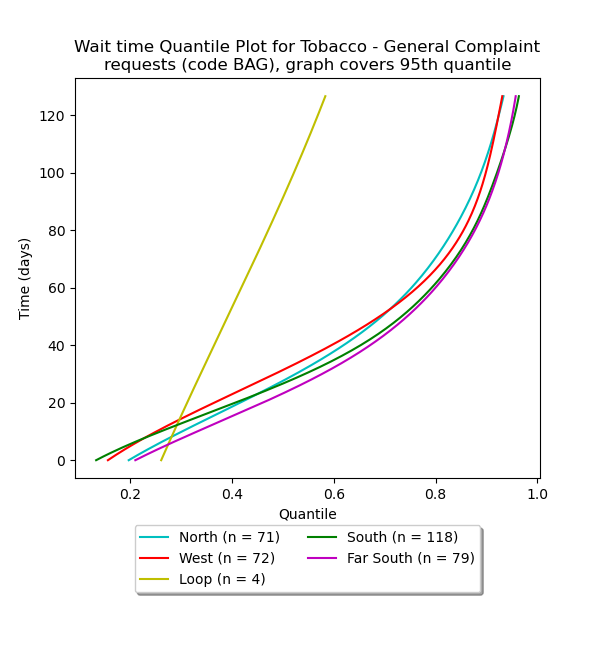 Wait time Quantile Plot for Tobacco - General Complaint
requests (code BAG), graph covers 95th quantile
Time (days)
120
100
80
60
40
20
0
0.2 0.4 0.6 0.8 1.0
Quantile
North (n = 71)
West (n = 72)
Loop (n = 4)
South (n = 118)
Far South (n = 79)